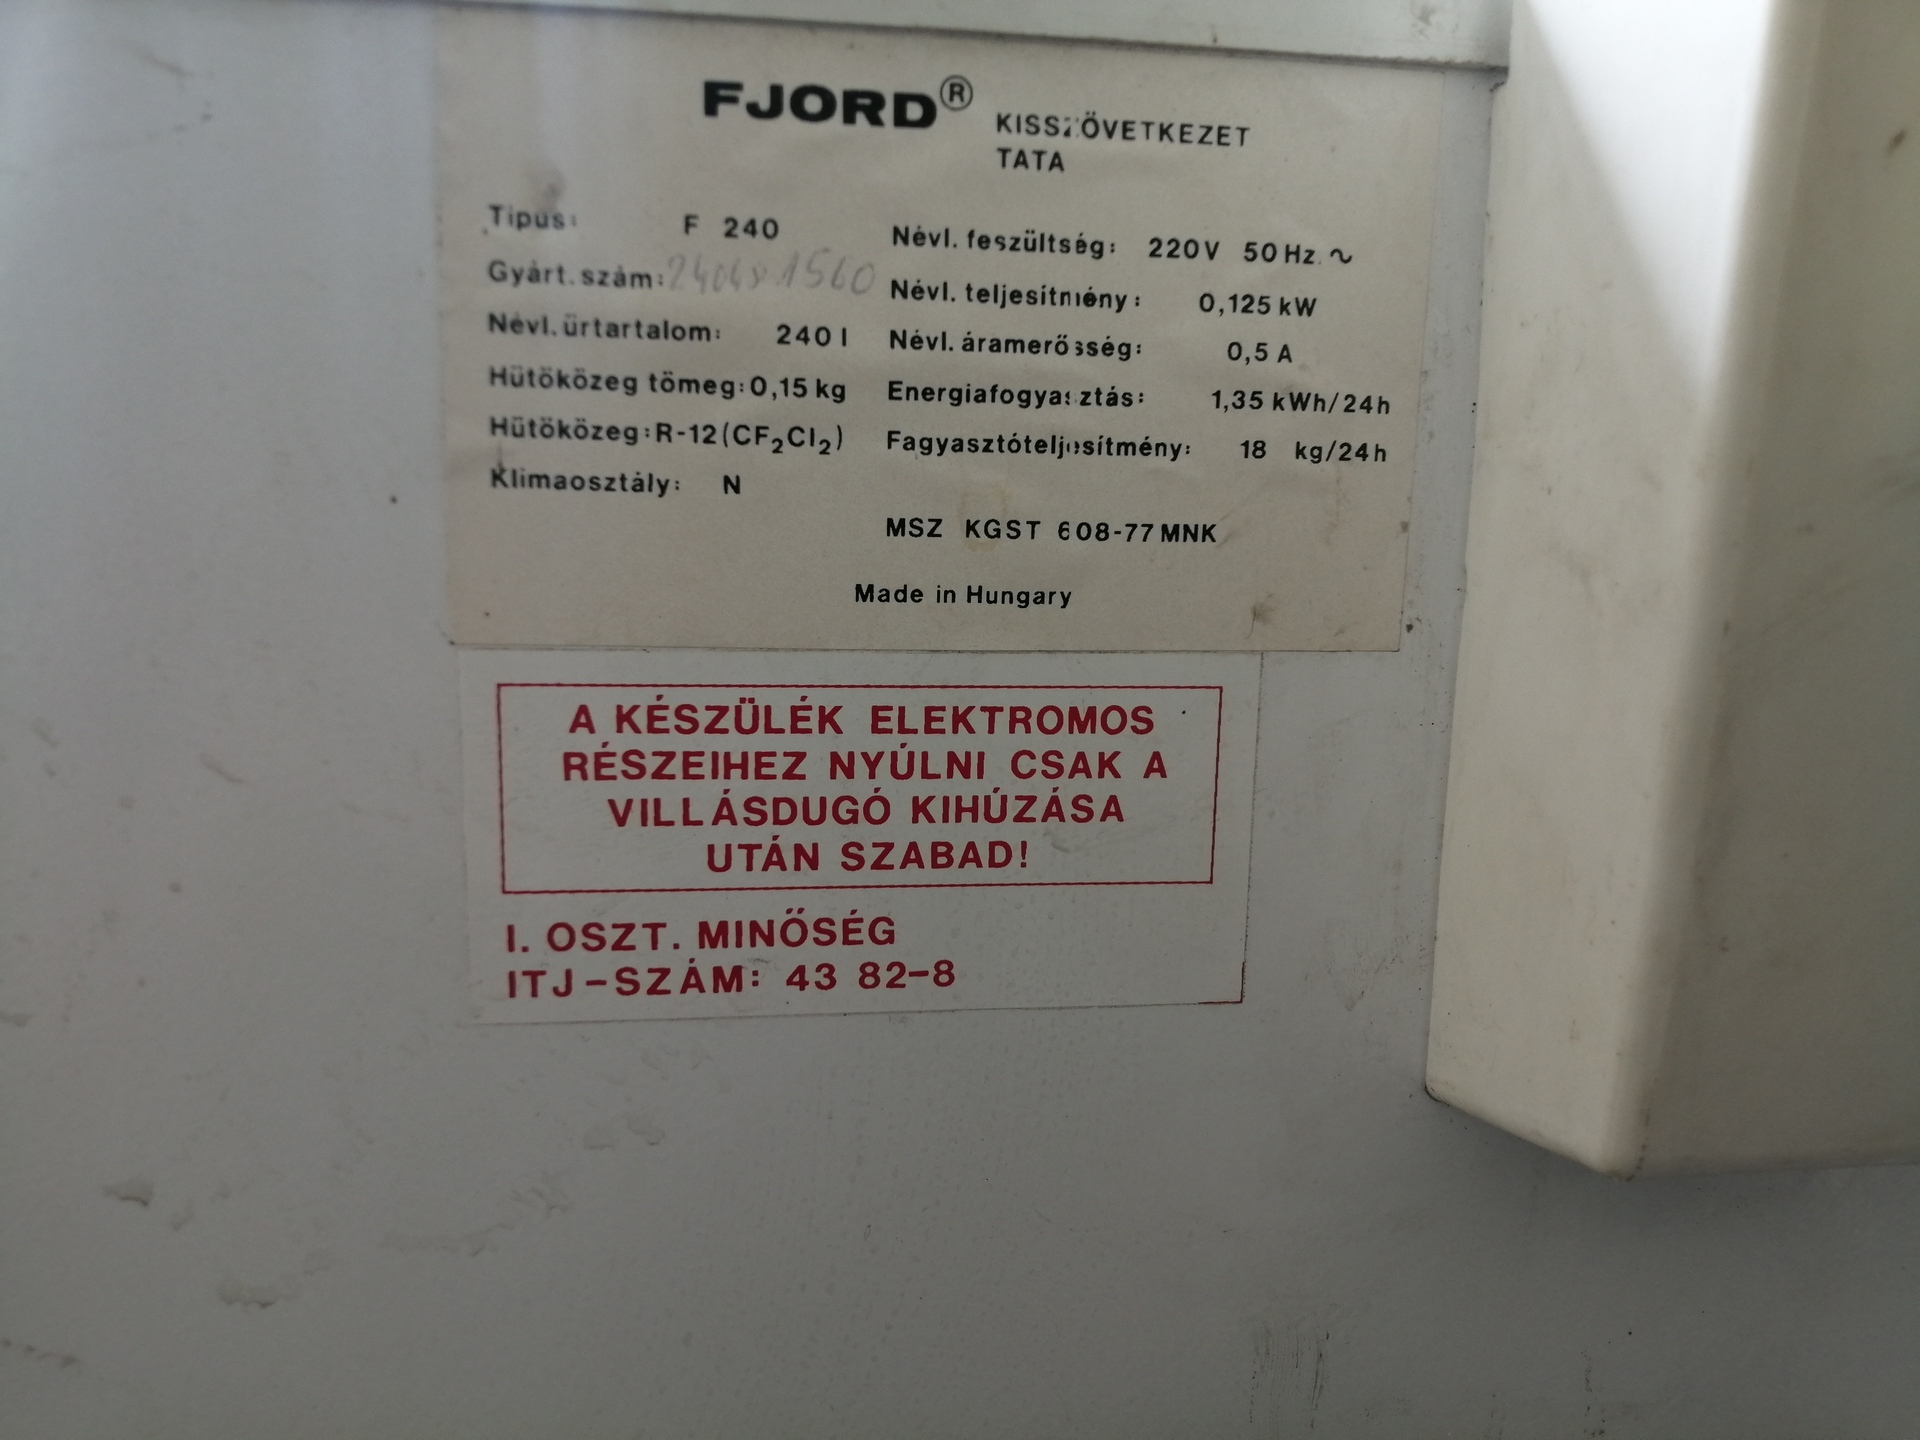 FJORD® KISSZÖVETKEZET
TATA
Típus: F 240
Gyárt. szám:
Névl. űrtartalom: 240 l
Hűtőközeg tömeg: 0,15 kg
Hűtőközeg: R-12 (CF₂Cl₂)
Klímaosztály: N
Névl. feszültség: 220V 50 Hz. ~
Névl. teljesítmény: 0,125 kW
Névl. áramerősség: 0,5 A
Energiafogyasztás: 1,35 kWh/24h
Fagyasztóteljesítmény: 18 kg/24h
MSZ KGST 608-77 MNK
Made in Hungary
A KÉSZÜLÉK ELEKTROMOS
RÉSZEIHEZ NYÚLNI CSAK A
VILLÁSDUGÓ KIHÚZÁSA
UTÁN SZABAD!
I. OSZT. MINŐSÉG
ITJ-SZÁM: 43 82-8